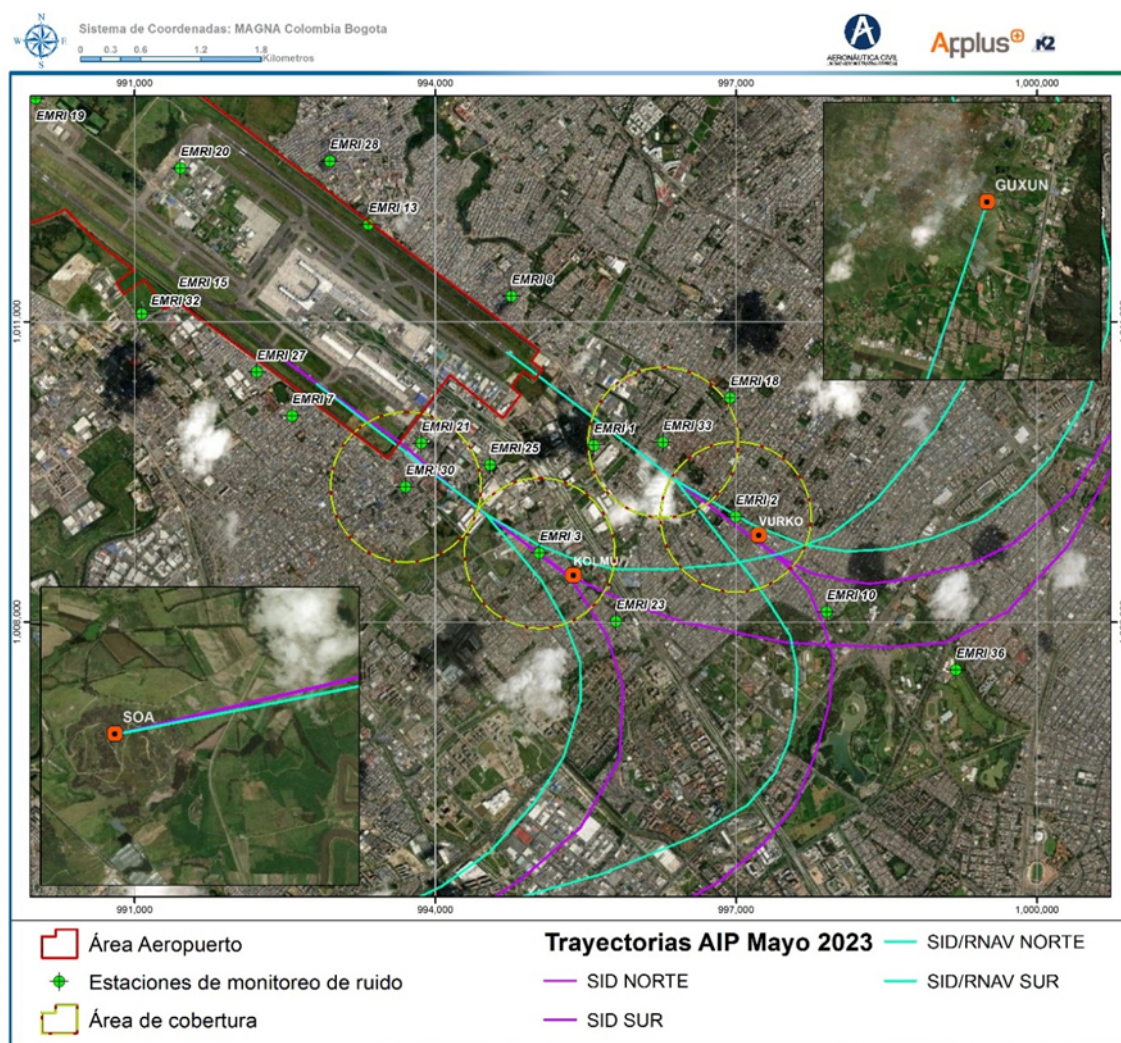 N
W E
S
Sistema de Coordenadas: MAGNA Colombia Bogota
0 0.3 0.6 1.2 1.8
Kilometros
AERONÁUTICA CIVIL
Applus+ K2
991,000 994,000 997,000 1,000,000
EMRI 19
EMRI 20
EMRI 28
GUXUN
EMRI 13
EMRI 15
EMRI 8
EMRI 32
1,011,000
EMRI 27
EMRI 18
EMRI 7
EMRI 21
EMRI 1
EMRI 33
EMRI 25
EMRI 30
EMRI 2
VURKO
EMRI 3
KOLMU
EMRI 10
EMRI 23
1,008,000
EMRI 36
SOA
991,000 994,000 997,000 1,000,000
Área Aeropuerto
Estaciones de monitoreo de ruido
Área de cobertura
Trayectorias AIP Mayo 2023
SID NORTE
SID SUR
SID/RNAV NORTE
SID/RNAV SUR